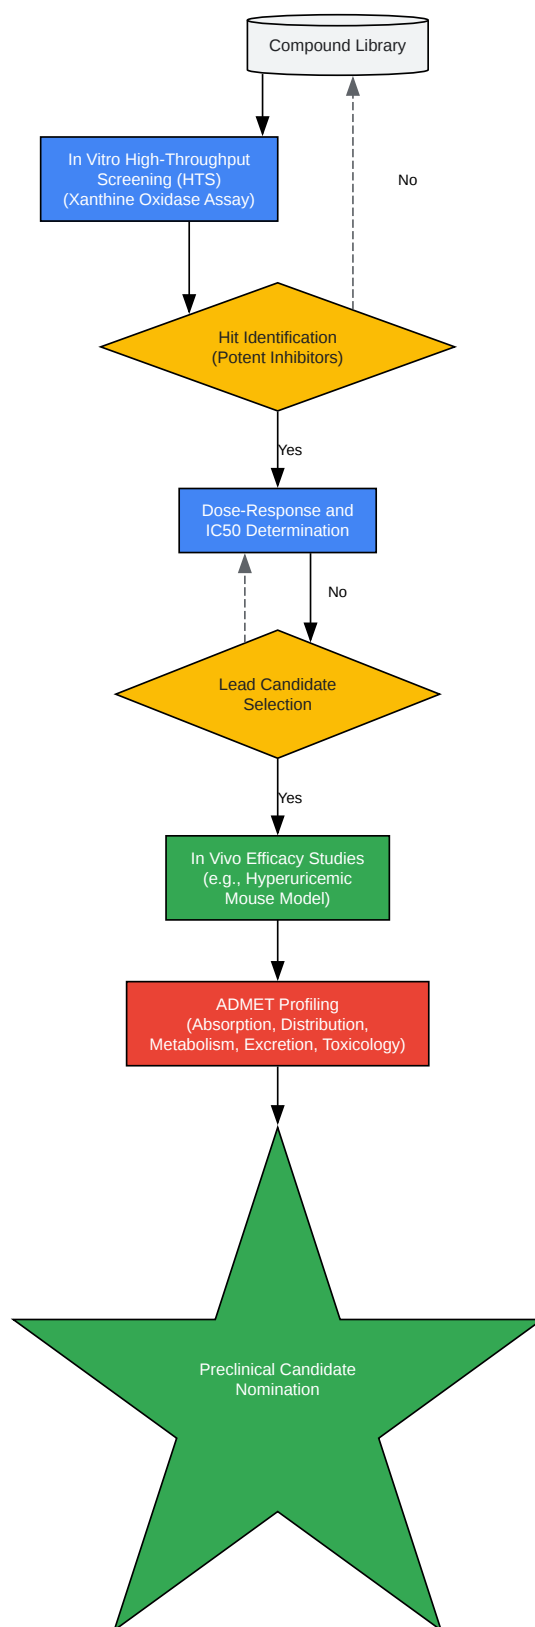 Compound Library
In Vitro High-Throughput
Screening (HTS)
(Xanthine Oxidase Assay)
No
Hit Identification
(Potent Inhibitors)
Yes
Dose-Response and
IC50 Determination
No
Lead Candidate
Selection
Yes
In Vivo Efficacy Studies
(e.g., Hyperuricemic
Mouse Model)
ADMET Profiling
(Absorption, Distribution,
Metabolism, Excretion, Toxicology)
Preclinical Candidate
Nomination